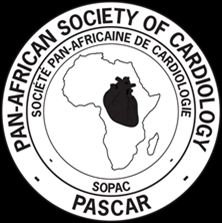 PAN-AFRICAN SOCIETY OF CARDIOLOGY
SOCIÉTÉ PAN-AFRICAINE DE CARDIOLOGIE
- SOPAC -
- PASCAR -